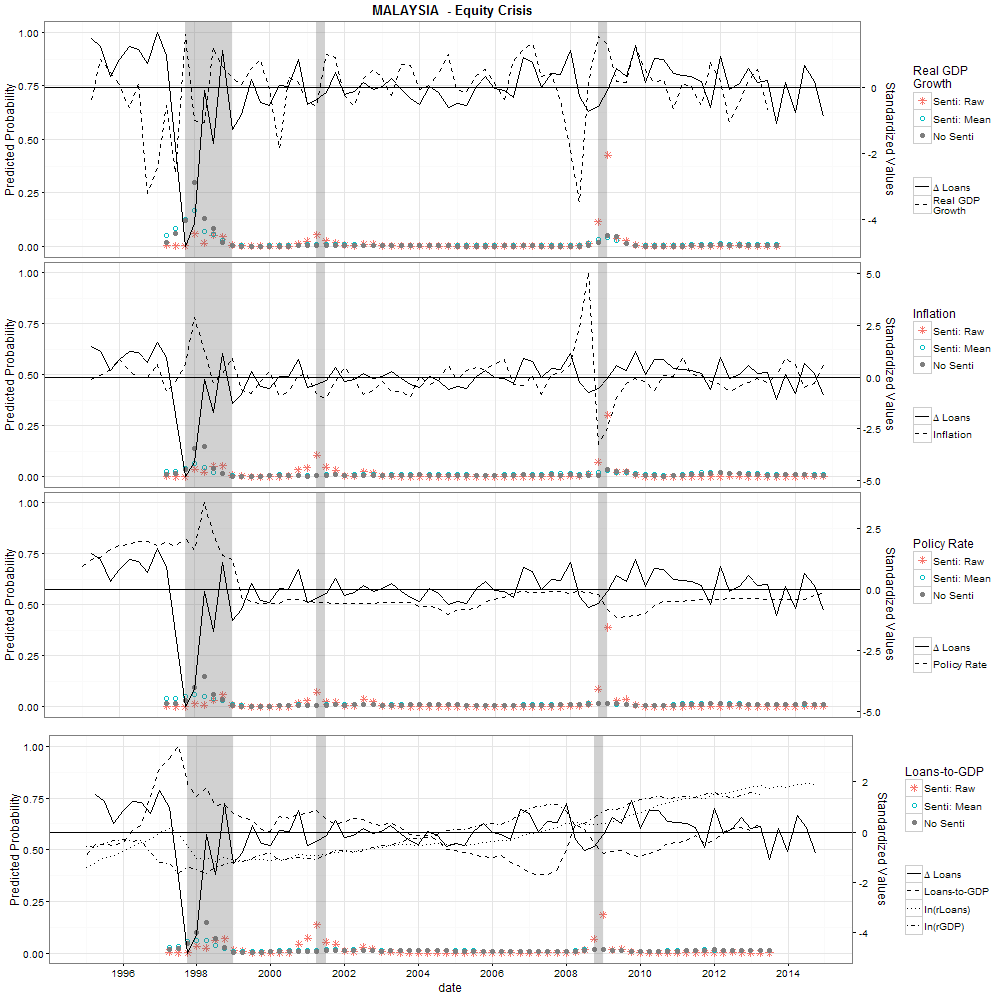 MALAYSIA - Equity Crisis
Predicted Probability
1.00
0.75
0.50
0.25
0.00
0
-2
-4
Standardized Values
Real GDP
Growth
Senti: Raw
Senti: Mean
No Senti
Δ Loans
Real GDP
Growth
Predicted Probability
1.00
0.75
0.50
0.25
0.00
5.0
2.5
0.0
-2.5
-5.0
Standardized Values
Inflation
Senti: Raw
Senti: Mean
No Senti
Δ Loans
Inflation
Predicted Probability
1.00
0.75
0.50
0.25
0.00
2.5
0.0
-2.5
-5.0
Standardized Values
Policy Rate
Senti: Raw
Senti: Mean
No Senti
Δ Loans
Policy Rate
Predicted Probability
1.00
0.75
0.50
0.25
0.00
2
0
-2
-4
Standardized Values
Loans-to-GDP
Senti: Raw
Senti: Mean
No Senti
Δ Loans
Loans-to-GDP
ln(rLoans)
ln(rGDP)
1996 1998 2000 2002 2004 2006 2008 2010 2012 2014
date